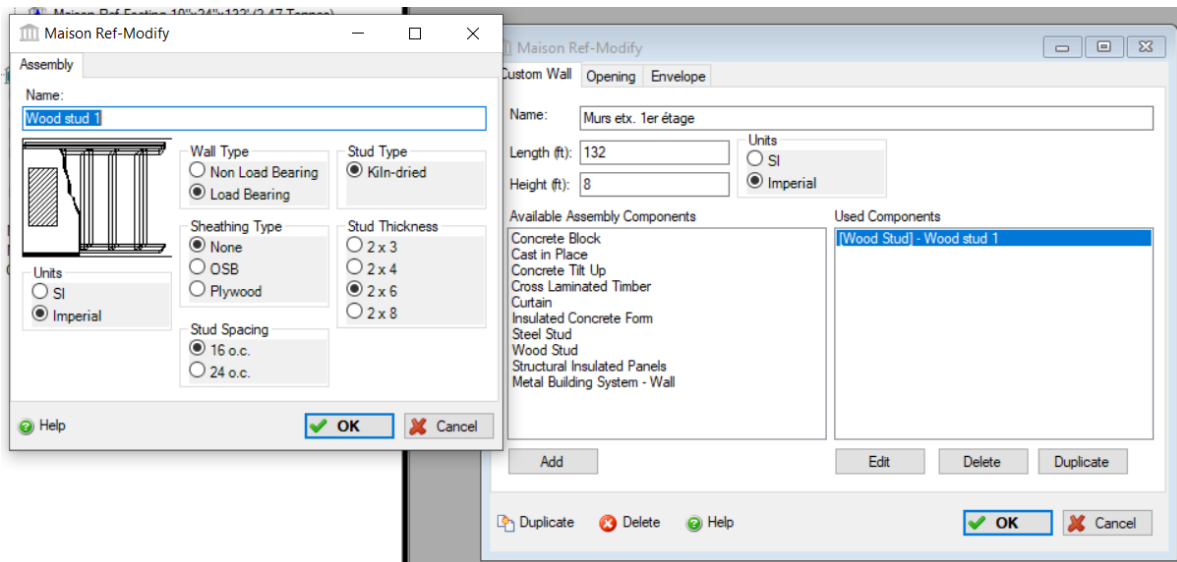 Maison Ref-Modify
Assembly
Name:
Wood stud 1
Wall Type
Non Load Bearing
Load Bearing
Stud Type
Kiln-dried
Sheathing Type
None
OSB
Plywood
Stud Thickness
2 x 3
2 x 4
2 x 6
2 x 8
Units
SI
Imperial
Stud Spacing
16 o.c.
24 o.c.
Help
OK
Cancel
Maison Ref-Modify
Custom Wall
Opening
Envelope
Name:
Murs etx. 1er étage
Length (ft):
132
Height (ft):
8
Units
SI
Imperial
Available Assembly Components
Concrete Block
Cast in Place
Concrete Tilt Up
Cross Laminated Timber
Curtain
Insulated Concrete Form
Steel Stud
Wood Stud
Structural Insulated Panels
Metal Building System - Wall
Used Components
[Wood Stud] - Wood stud 1
Add
Edit
Delete
Duplicate
Duplicate
Delete
Help
OK
Cancel